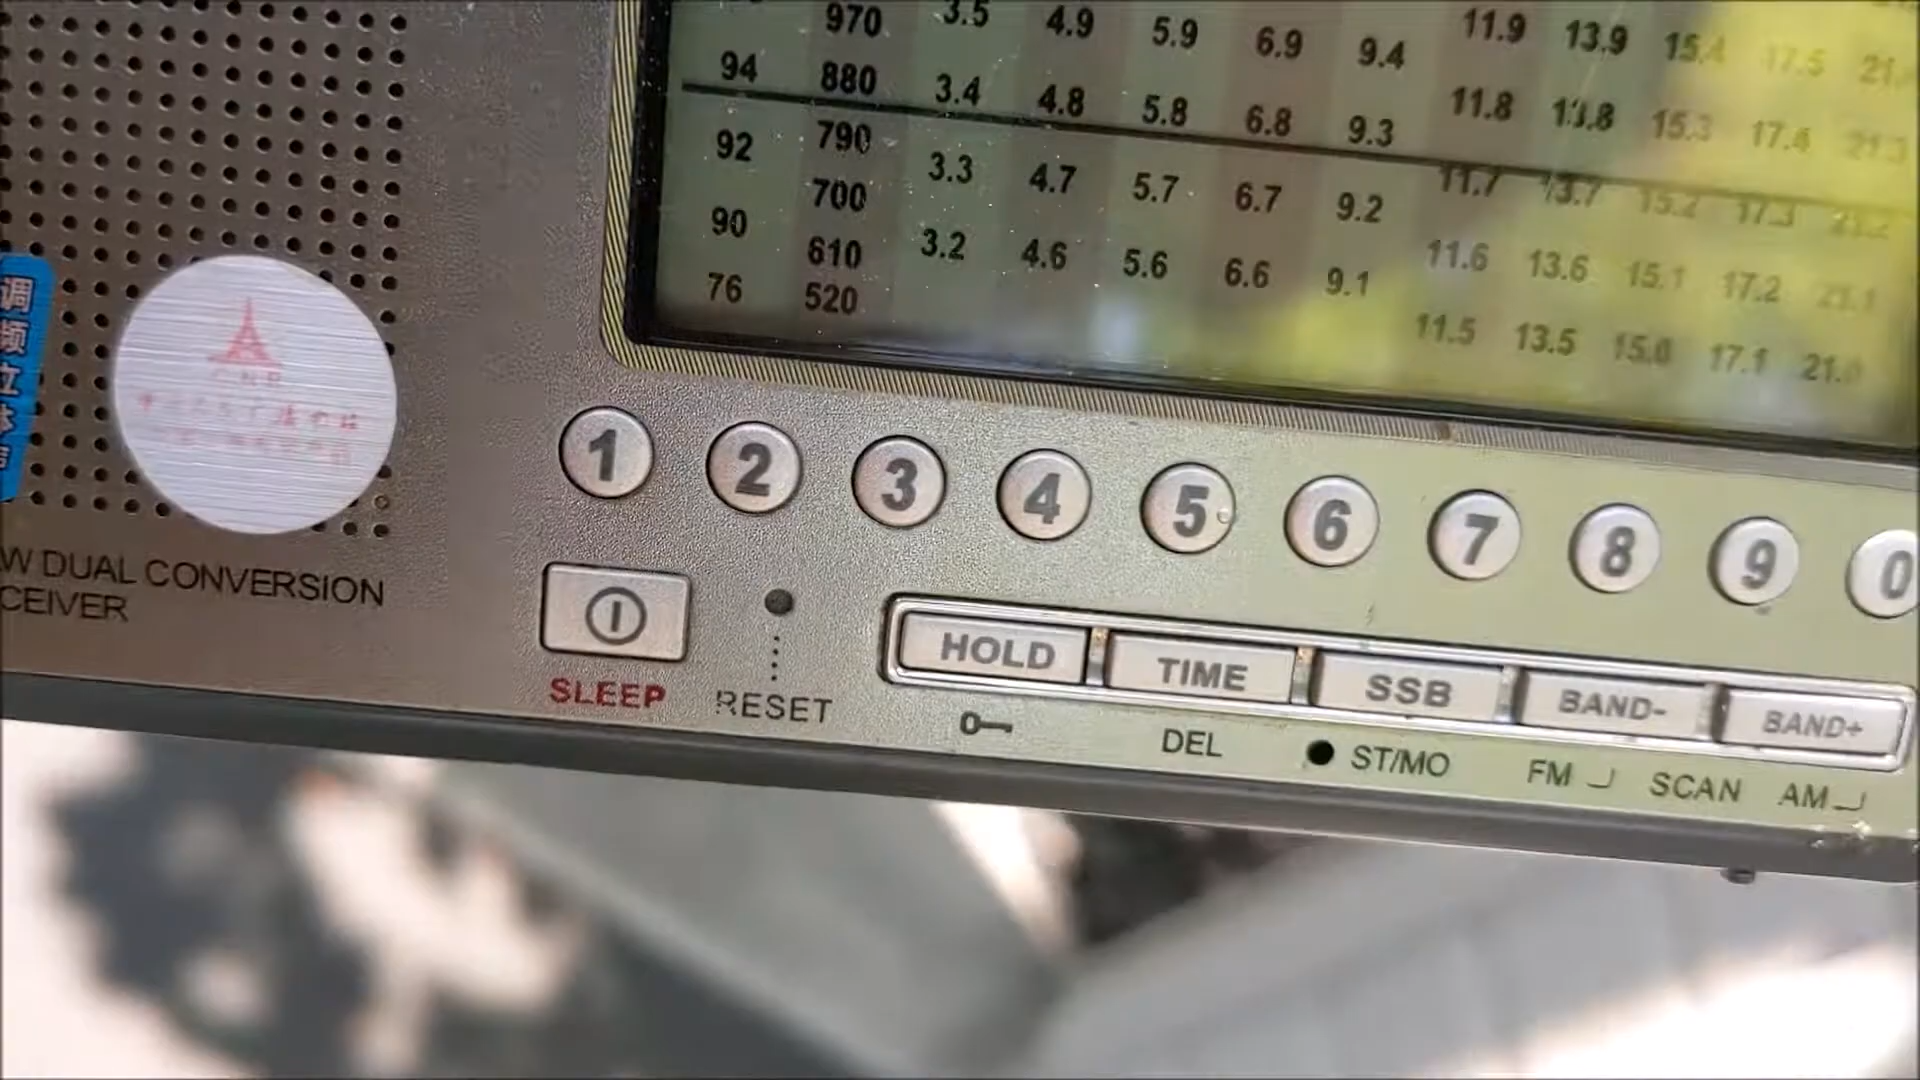 970 3.5 4.9 5.9 6.9 9.4 11.9 13.9 15.4 17.5
94 880 3.4 4.8 5.8 6.8 9.3 11.8 13.8 15.3 17.4 21.3
92 790 3.3 4.7 5.7 6.7 9.2 11.7 13.7 15.2 17.3 21.2
700
90 610 3.2 4.6 5.6 6.6 9.1 11.6 13.6 15.1 17.2 21.1
76 520 11.5 13.5 15.0 17.1 21.0
调
频
立
体
CNR
1 2 3 4 5 6 7 8 9 0
W DUAL CONVERSION
CEIVER
HOLD TIME SSB BAND- BAND+
SLEEP RESET DEL ST/MO FM SCAN AM